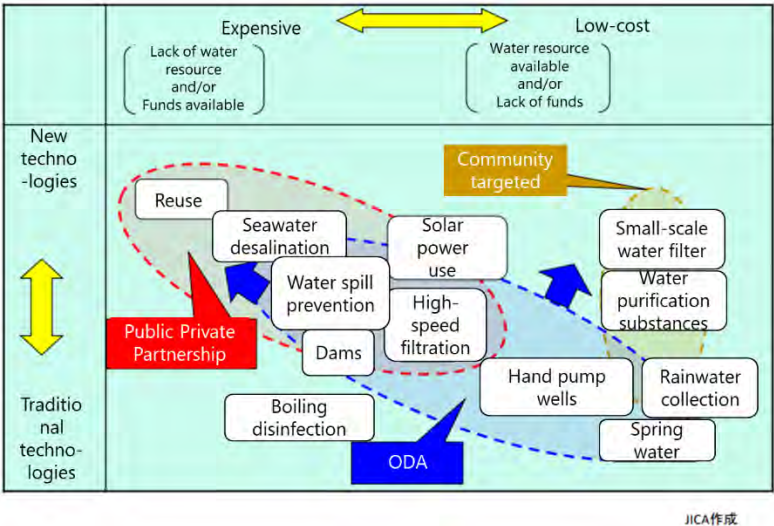 Expensive
Low-cost
Lack of water
resource
and/or
Funds available
Water resource
available
and/or
Lack of funds
New
techno
-logies
Community
targeted
Reuse
Seawater
desalination
Solar
power
use
Small-scale
water filter
Water spill
prevention
Water
purification
substances
High-
speed
filtration
Public Private
Partnership
Dams
Hand pump
wells
Rainwater
collection
Boiling
disinfection
Traditio
nal
techno-
logies
Spring
water
ODA
JICA作成